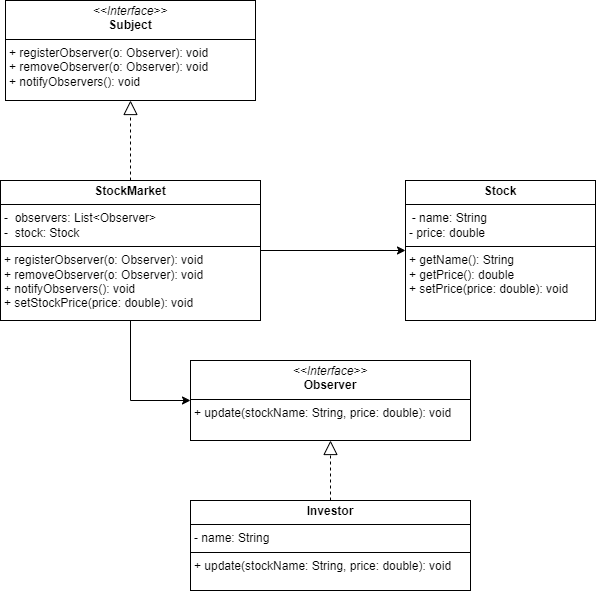 <<Interface>>
Subject
+ registerObserver(o: Observer): void
+ removeObserver(o: Observer): void
+ notifyObservers(): void
StockMarket
- observers: List<Observer>
- stock: Stock
+ registerObserver(o: Observer): void
+ removeObserver(o: Observer): void
+ notifyObservers(): void
+ setStockPrice(price: double): void
Stock
- name: String
- price: double
+ getName(): String
+ getPrice(): double
+ setPrice(price: double): void
<<Interface>>
Observer
+ update(stockName: String, price: double): void
Investor
- name: String
+ update(stockName: String, price: double): void